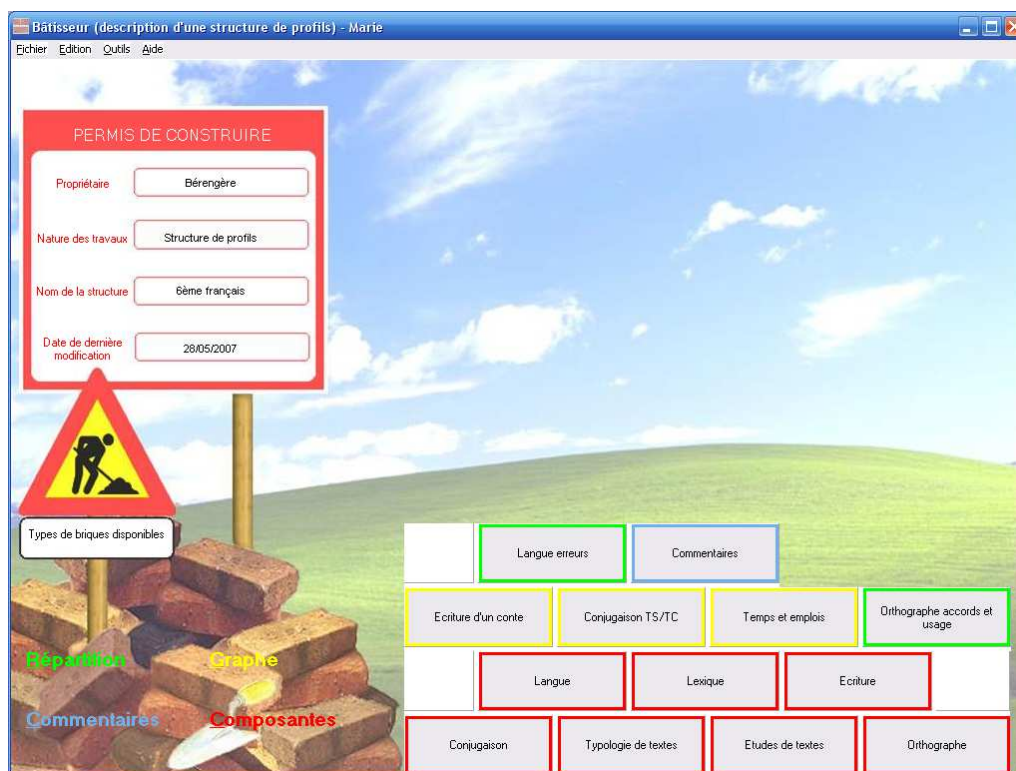 Bâtisseur (description d'une structure de profils) - Marie
Fichier Edition Outils Aide
PERMIS DE CONSTRUIRE
Propriétaire Bérengère
Nature des travaux Structure de profils
Nom de la structure 6ème français
Date de dernière
modification 28/05/2007
Types de briques disponibles
Répartition Graphe
Commentaires Composantes
Langue erreurs Commentaires
Ecriture d'un conte Conjugaison TS/TC Temps et emplois Orthographe accords et
usage
Langue Lexique Ecriture
Conjugaison Typologie de textes Etudes de textes Orthographe